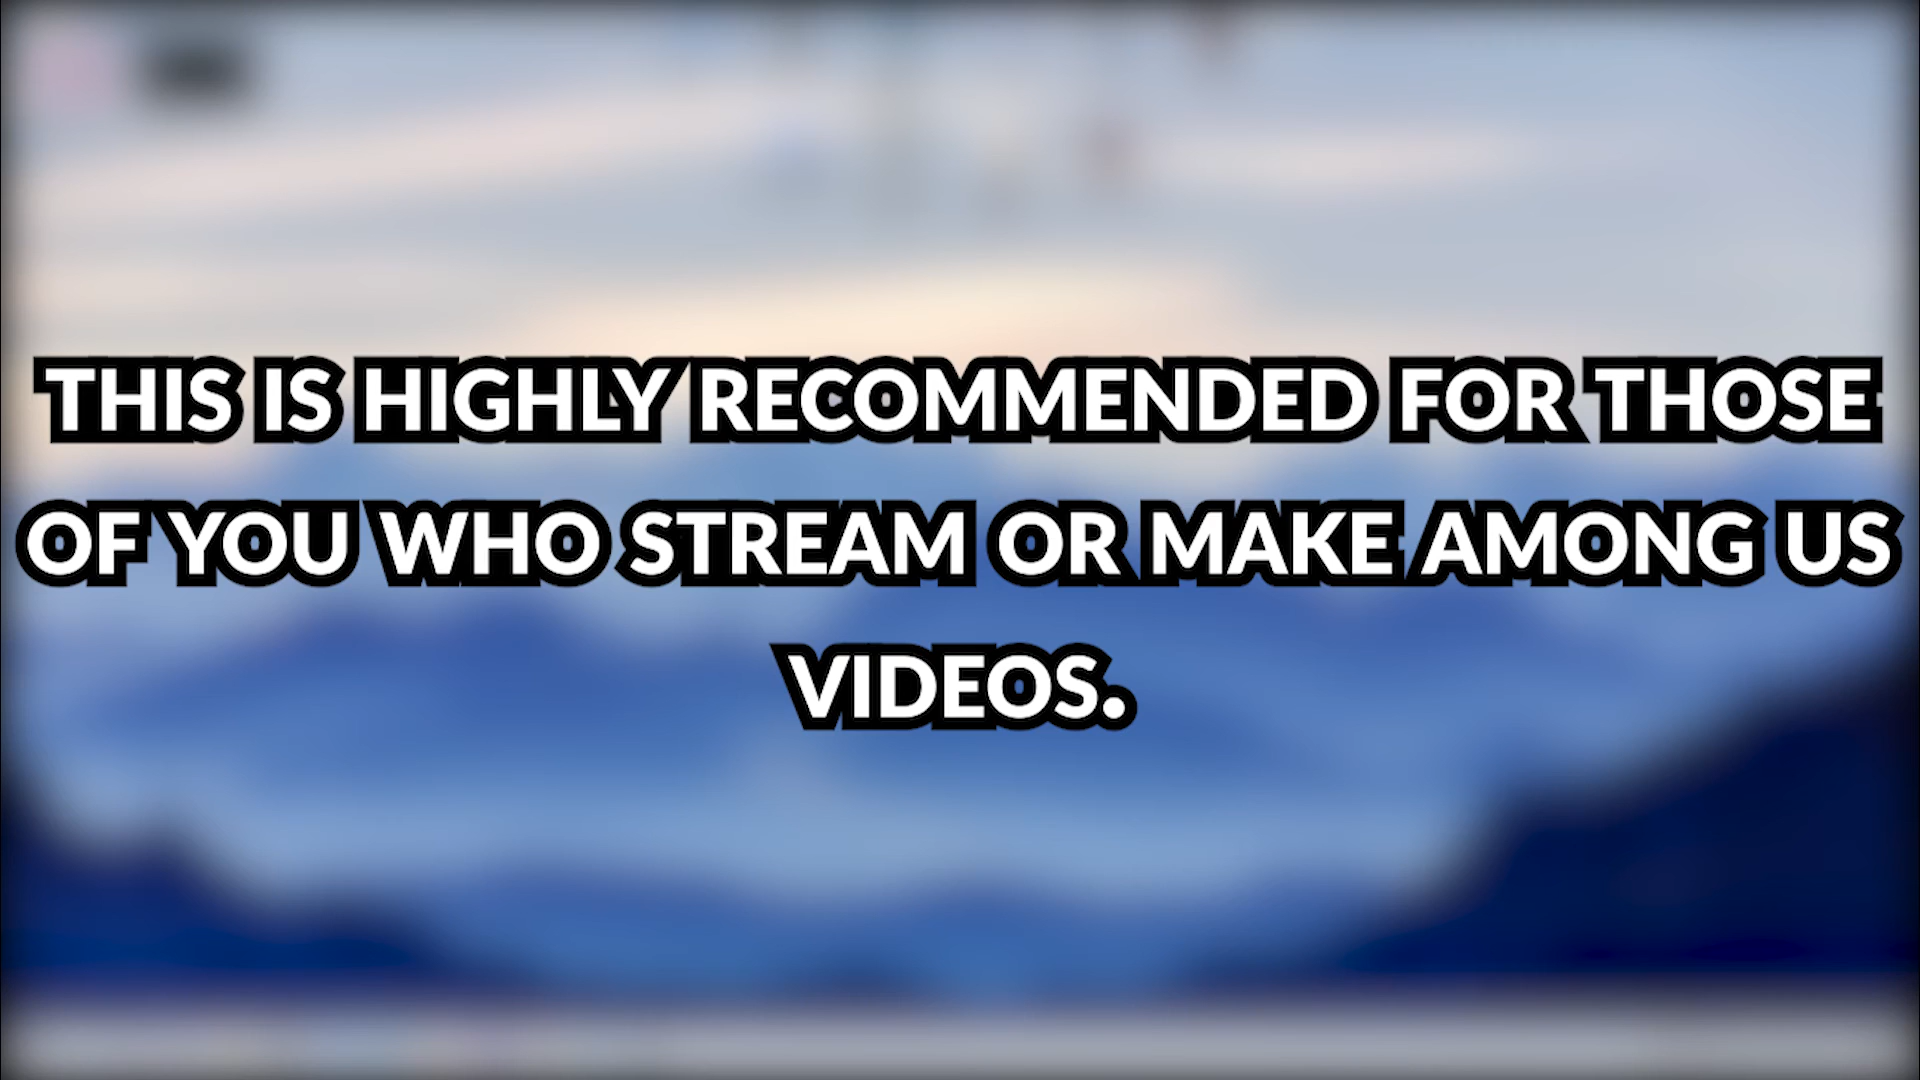 THIS IS HIGHLY RECOMMENDED FOR THOSE
OF YOU WHO STREAM OR MAKE AMONG US
VIDEOS.